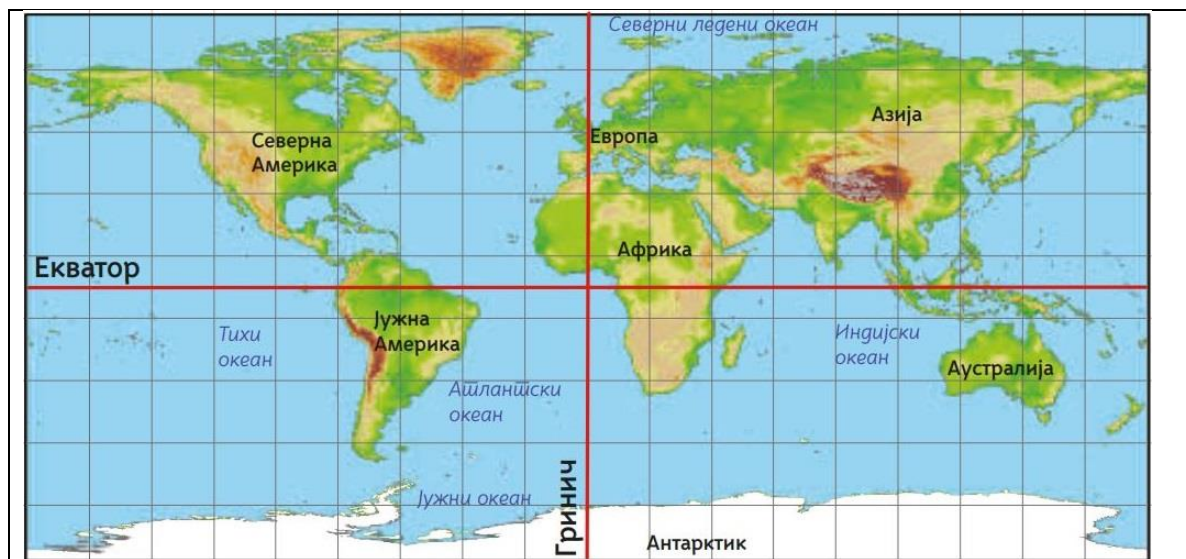 Северни ледени океан
Азија
Европа
Северна
Америка
Африка
Екватор
Јужна
Америка
Тихи
океан
Индијски
океан
Аустралија
Атлантски
океан
Јужни океан
Гринич
Антарктик